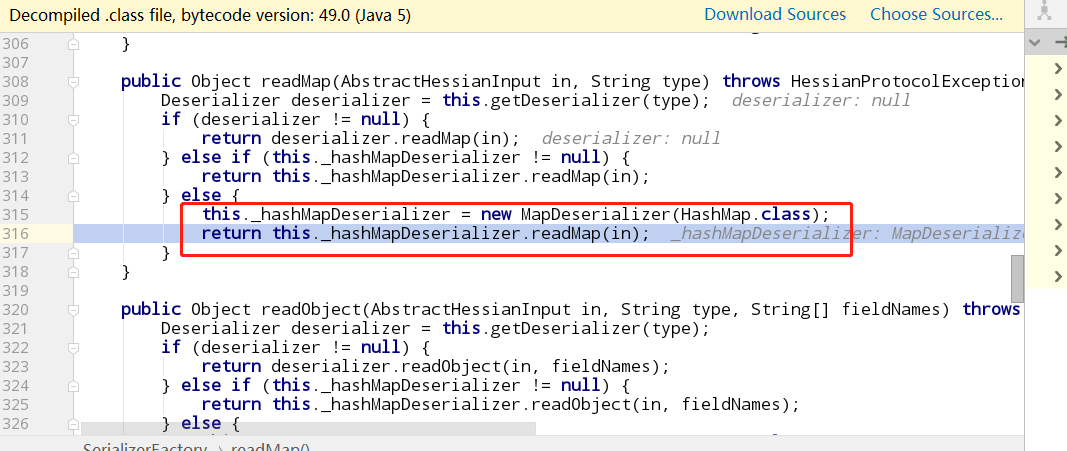 Decompiled .class file, bytecode version: 49.0 (Java 5) Download Sources Choose Sources...
306 }
307
308 public Object readMap(AbstractHessianInput in, String type) throws HessianProtocolException
309 Deserializer deserializer = this.getDeserializer(type); deserializer: null
310 if (deserializer != null) {
311 return deserializer.readMap(in); deserializer: null
312 } else if (this._hashMapDeserializer != null) {
313 return this._hashMapDeserializer.readMap(in);
314 } else {
315 this._hashMapDeserializer = new MapDeserializer(HashMap.class);
316 return this._hashMapDeserializer.readMap(in); _hashMapDeserializer: MapDeserialize
317 }
318 }
319
320 public Object readObject(AbstractHessianInput in, String type, String[] fieldNames) throws
321 Deserializer deserializer = this.getDeserializer(type);
322 if (deserializer != null) {
323 return deserializer.readObject(in, fieldNames);
324 } else if (this._hashMapDeserializer != null) {
325 return this._hashMapDeserializer.readObject(in, fieldNames);
326 } else {
SerializerFactory › readMap()